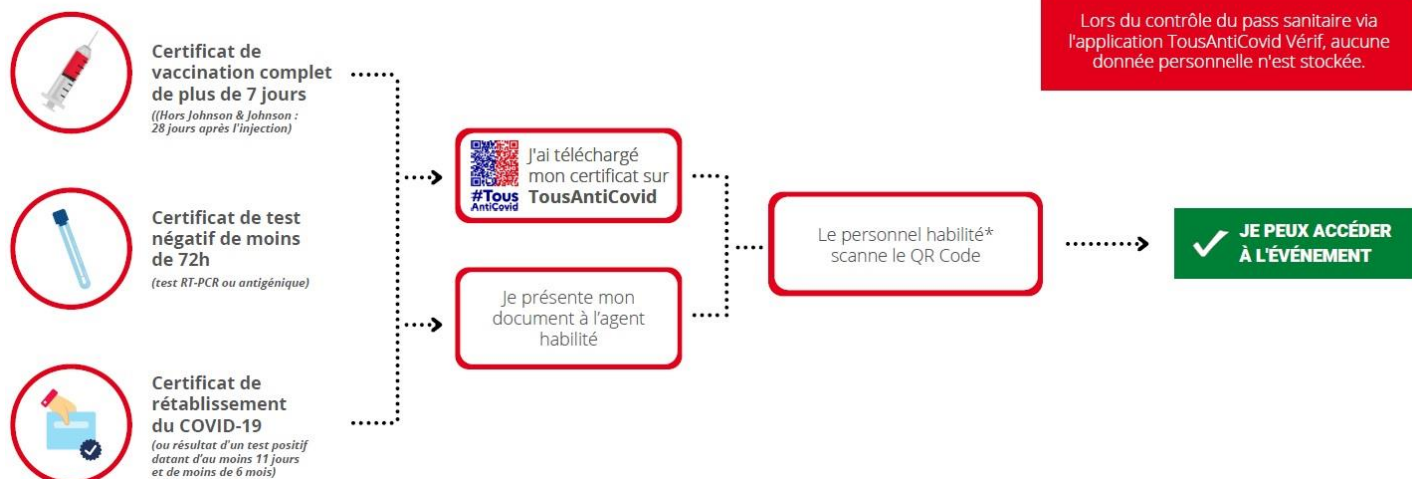 Lors du contrôle du pass sanitaire via
l'application TousAntiCovid Vérif, aucune
donnée personnelle n'est stockée.
Certificat de
vaccination complet
de plus de 7 jours
((Hors Johnson & Johnson :
28 jours après l'injection)
Certificat de test
négatif de moins
de 72h
(test RT-PCR ou antigénique)
Certificat de
rétablissement
du COVID-19
(ou résultat d'un test positif
datant d'au moins 11 jours
et de moins de 6 mois)
#Tous
AntiCovid
J'ai téléchargé
mon certificat sur
TousAntiCovid
Je présente mon
document à l'agent
habilité
Le personnel habilité*
scanne le QR Code
JE PEUX ACCÉDER
À L'ÉVÉNEMENT